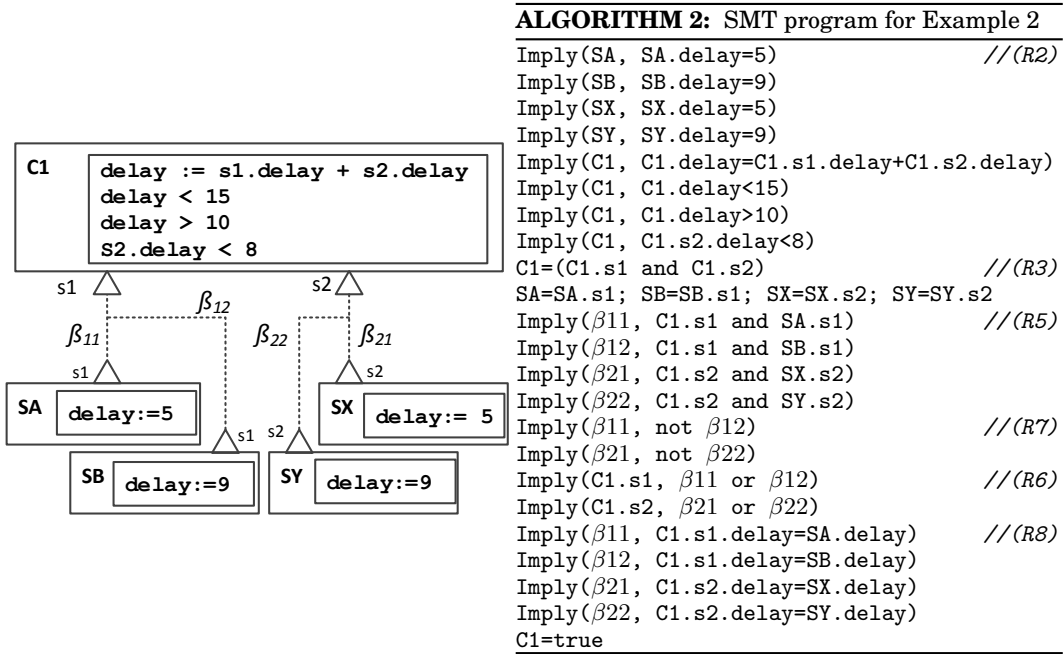 C1
delay := s1.delay + s2.delay
delay < 15
delay > 10
S2.delay < 8
s1
s2
ß12
ß11
ß22
ß21
s1
s2
SA
delay:=5
SX
delay:= 5
s1
s2
SB
delay:=9
SY
delay:=9
ALGORITHM 2: SMT program for Example 2
Imply(SA, SA.delay=5) //(R2)
Imply(SB, SB.delay=9)
Imply(SX, SX.delay=5)
Imply(SY, SY.delay=9)
Imply(C1, C1.delay=C1.s1.delay+C1.s2.delay)
Imply(C1, C1.delay<15)
Imply(C1, C1.delay>10)
Imply(C1, C1.s2.delay<8)
C1=(C1.s1 and C1.s2) //(R3)
SA=SA.s1; SB=SB.s1; SX=SX.s2; SY=SY.s2
Imply(β11, C1.s1 and SA.s1) //(R5)
Imply(β12, C1.s1 and SB.s1)
Imply(β21, C1.s2 and SX.s2)
Imply(β22, C1.s2 and SY.s2)
Imply(β11, not β12) //(R7)
Imply(β21, not β22)
Imply(C1.s1, β11 or β12) //(R6)
Imply(C1.s2, β21 or β22)
Imply(β11, C1.s1.delay=SA.delay) //(R8)
Imply(β12, C1.s1.delay=SB.delay)
Imply(β21, C1.s2.delay=SX.delay)
Imply(β22, C1.s2.delay=SY.delay)
C1=true